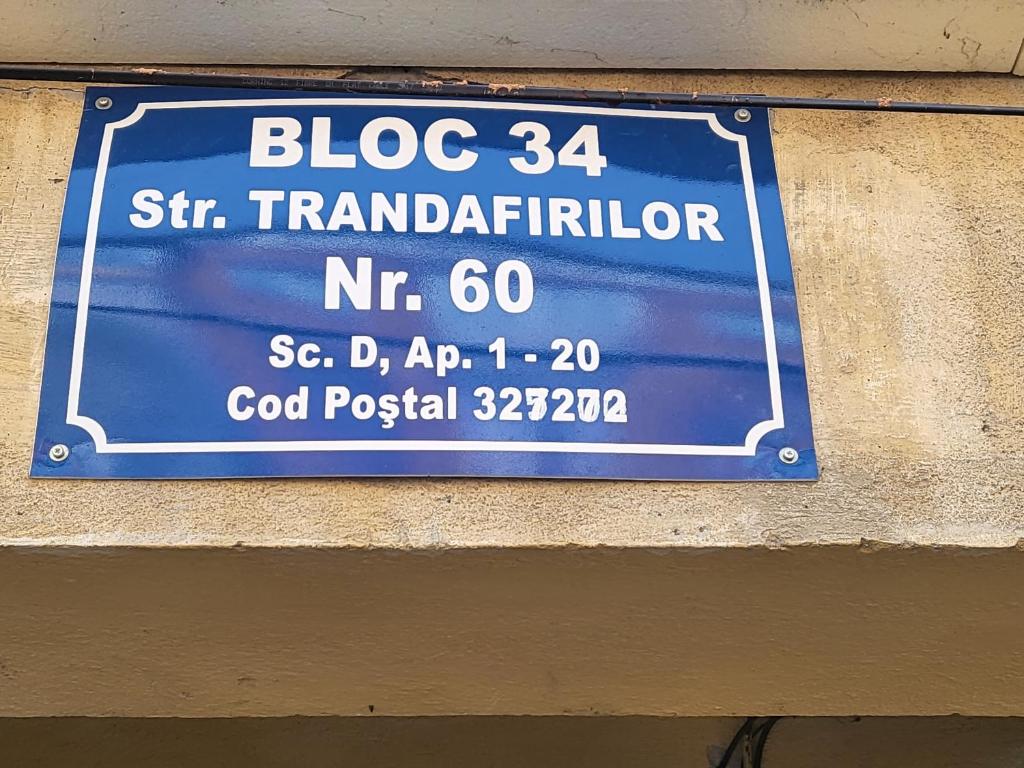 BLOC 34
Str. TRANDAFIRILOR
Nr. 60
Sc. D, Ap. 1 - 20
Cod Poştal